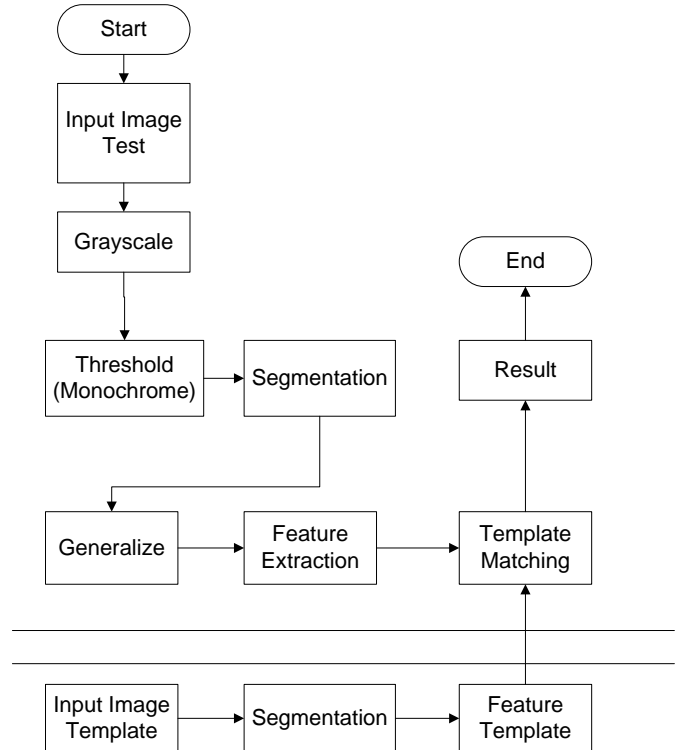 Start
Input Image
Test
Grayscale
End
Threshold
(Monochrome)
Segmentation
Result
Generalize
Feature
Extraction
Template
Matching
Input Image
Template
Segmentation
Feature
Template